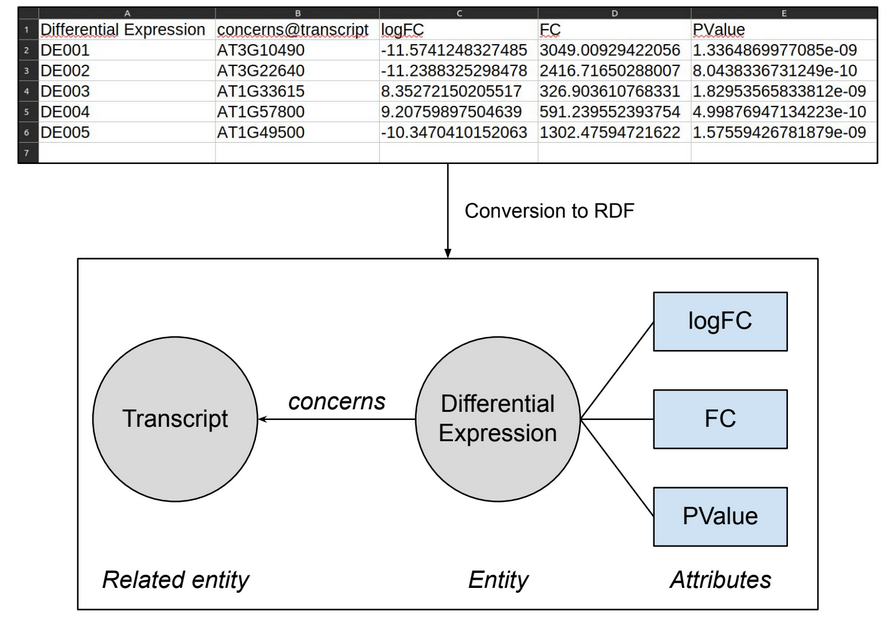 A B C D E
1 Differential Expression concerns@transcript logFC FC PValue
2 DE001 AT3G10490 -11.5741248327485 3049.00929422056 1.3364869977085e-09
3 DE002 AT3G22640 -11.2388325298478 2416.71650288007 8.0438336731249e-10
4 DE003 AT1G33615 8.35272150205517 326.903610768331 1.82953565833812e-09
5 DE004 AT1G57800 9.20759897504639 591.239552393754 4.99876947134223e-10
6 DE005 AT1G49500 -10.3470410152063 1302.47594721622 1.57559426781879e-09
7
Conversion to RDF
logFC
Transcript
concerns
Differential
Expression
FC
PValue
Related entity
Entity
Attributes